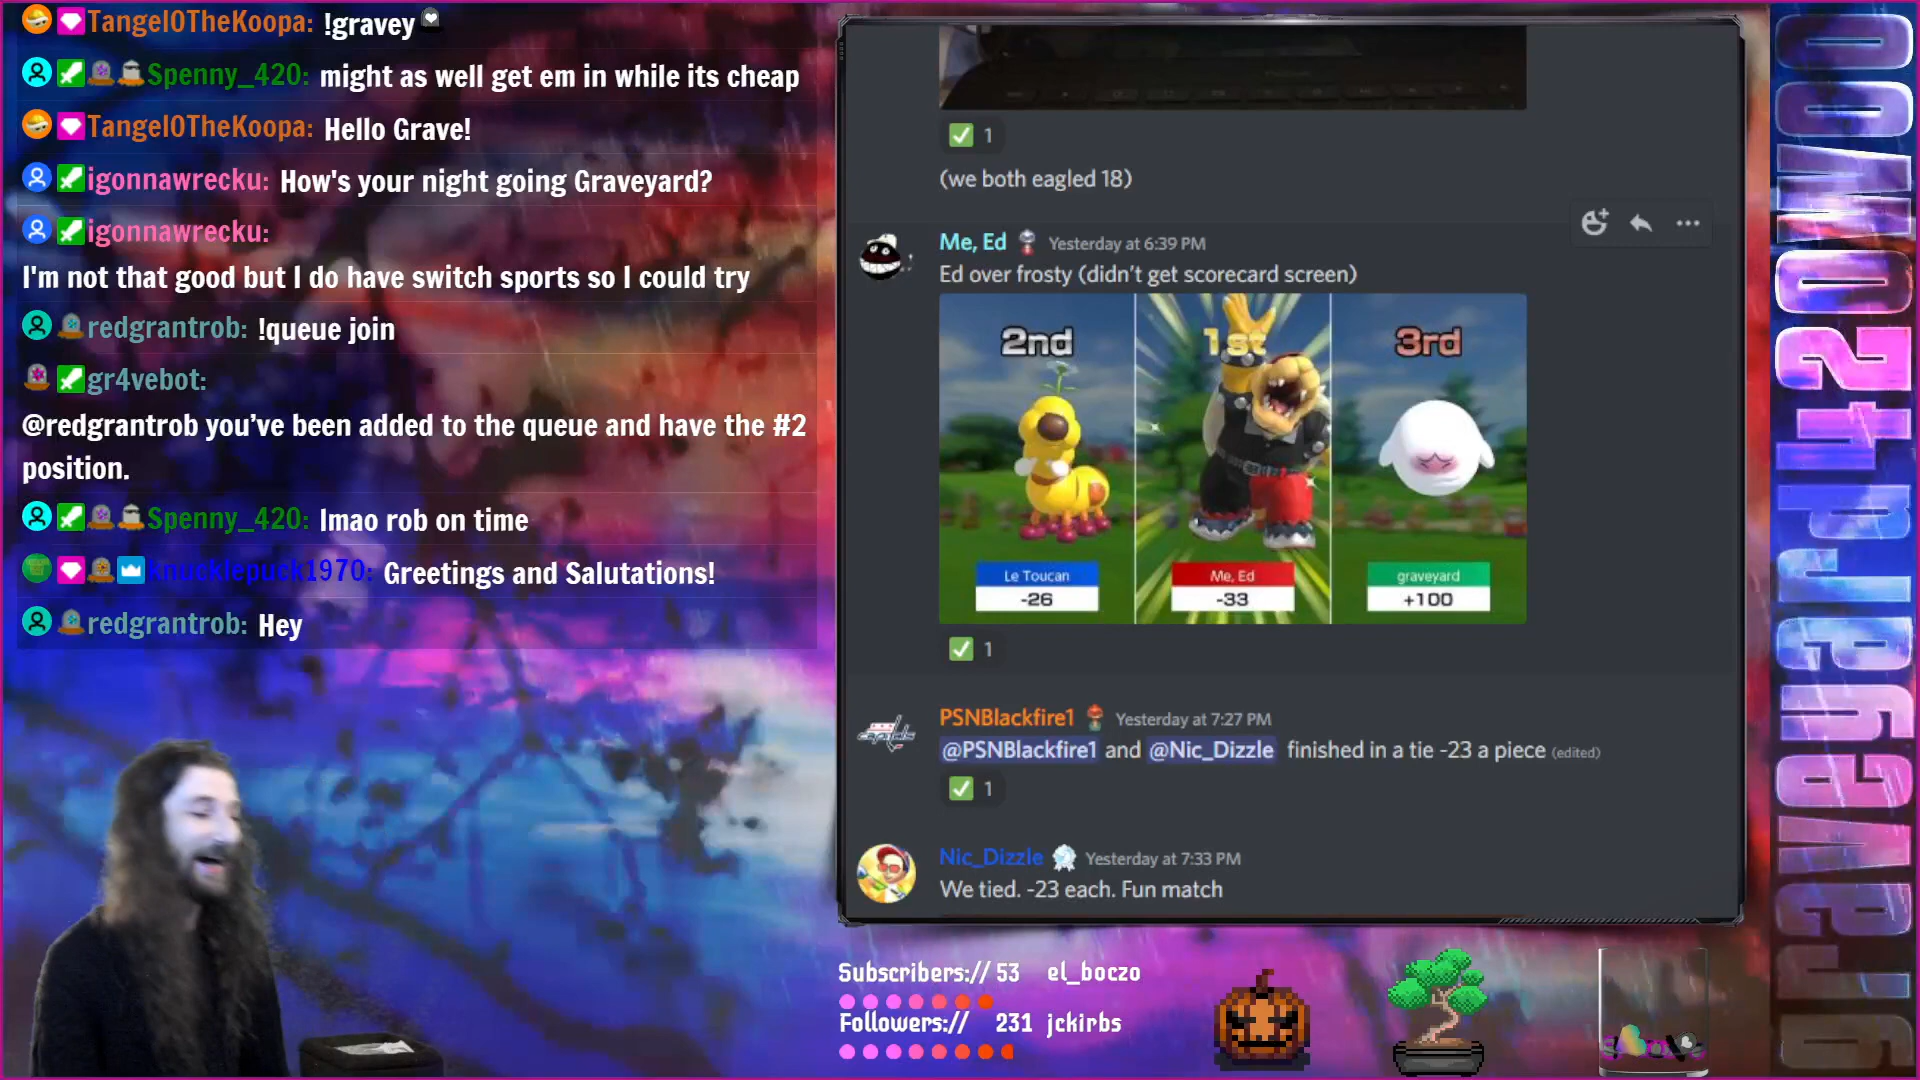 TangelOTheKoopa: !gravey
Spenny_420: might as well get em in while its cheap
TangelOTheKoopa: Hello Grave!
igonnawrecku: How's your night going Graveyard?
igonnawrecku:
I'm not that good but I do have switch sports so I could try
redgrantrob: !queue join
gr4vebot:
@redgrantrob you've been added to the queue and have the #2
position.
Spenny_420: lmao rob on time
knucklepuck1970: Greetings and Salutations!
redgrantrob: Hey
1
(we both eagled 18)
Me, Ed Yesterday at 6:39 PM
Ed over frosty (didn't get scorecard screen)
2nd 1st 3rd
Le Toucan Me, Ed graveyard
-26 -33 +100
1
PSNBlackfire1 Yesterday at 7:27 PM
@PSNBlackfire1 and @Nic_Dizzle finished in a tie -23 a piece (edited)
1
Nic_Dizzle Yesterday at 7:33 PM
We tied. -23 each. Fun match
capitals
Subscribers:// 53 el_boczo
Followers:// 231 jckirbs